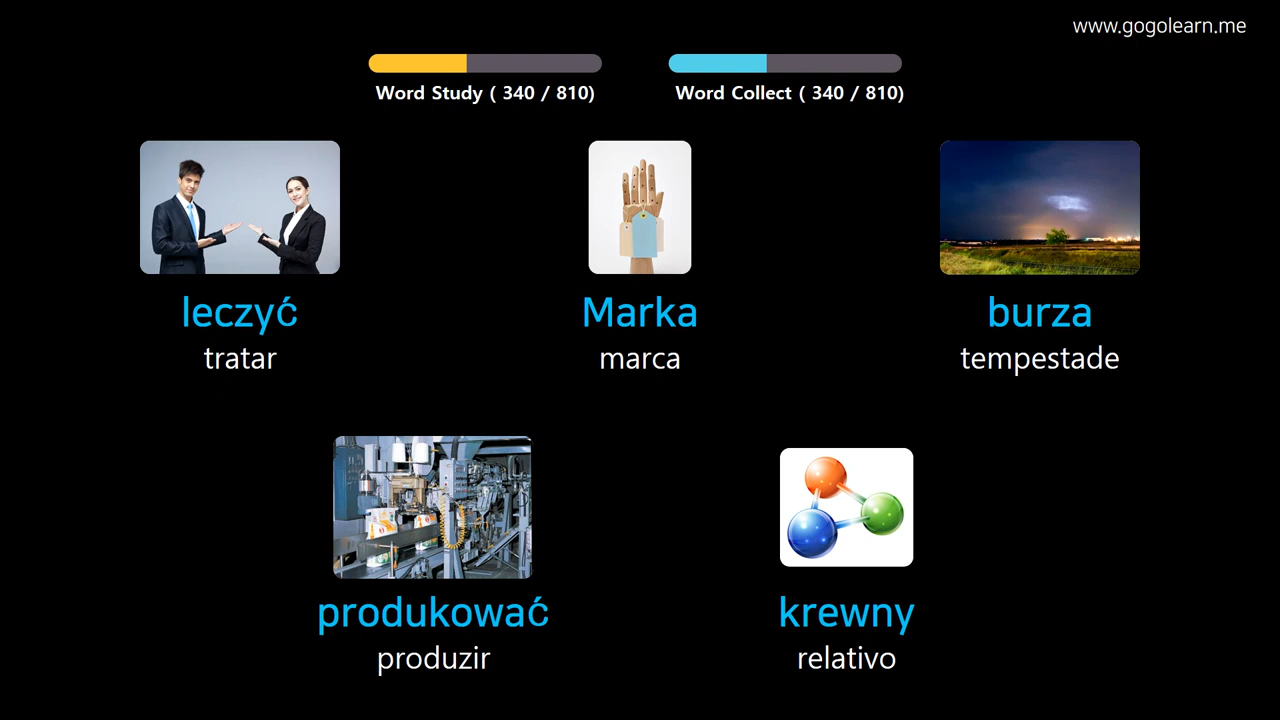 www.gogolearn.me
Word Study ( 340 / 810)
Word Collect ( 340 / 810)
leczyć
tratar
Marka
marca
burza
tempestade
produkować
produzir
krewny
relativo